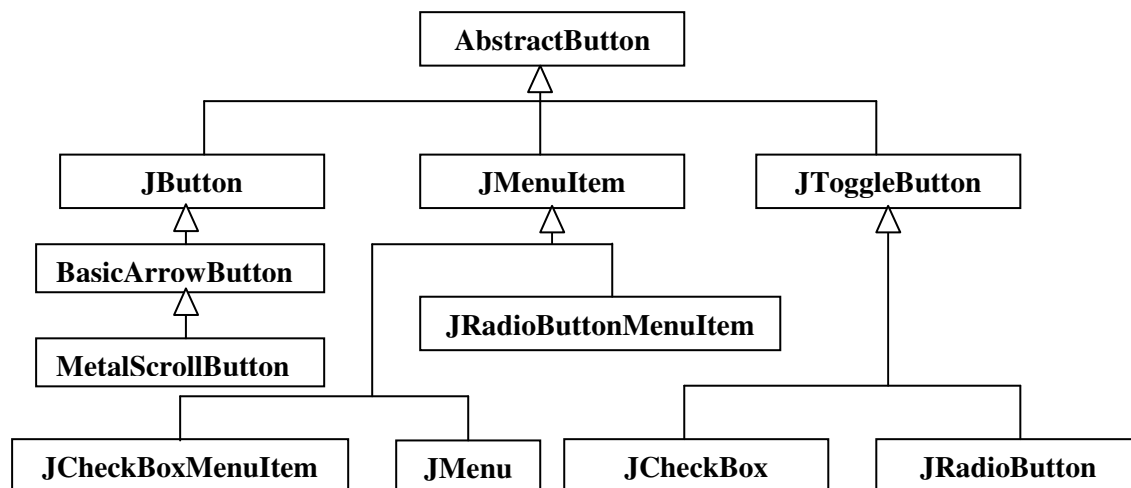 AbstractButton
JButton
JMenuItem
JToggleButton
BasicArrowButton
JRadioButtonMenuItem
MetalScrollButton
JCheckBoxMenuItem
JMenu
JCheckBox
JRadioButton